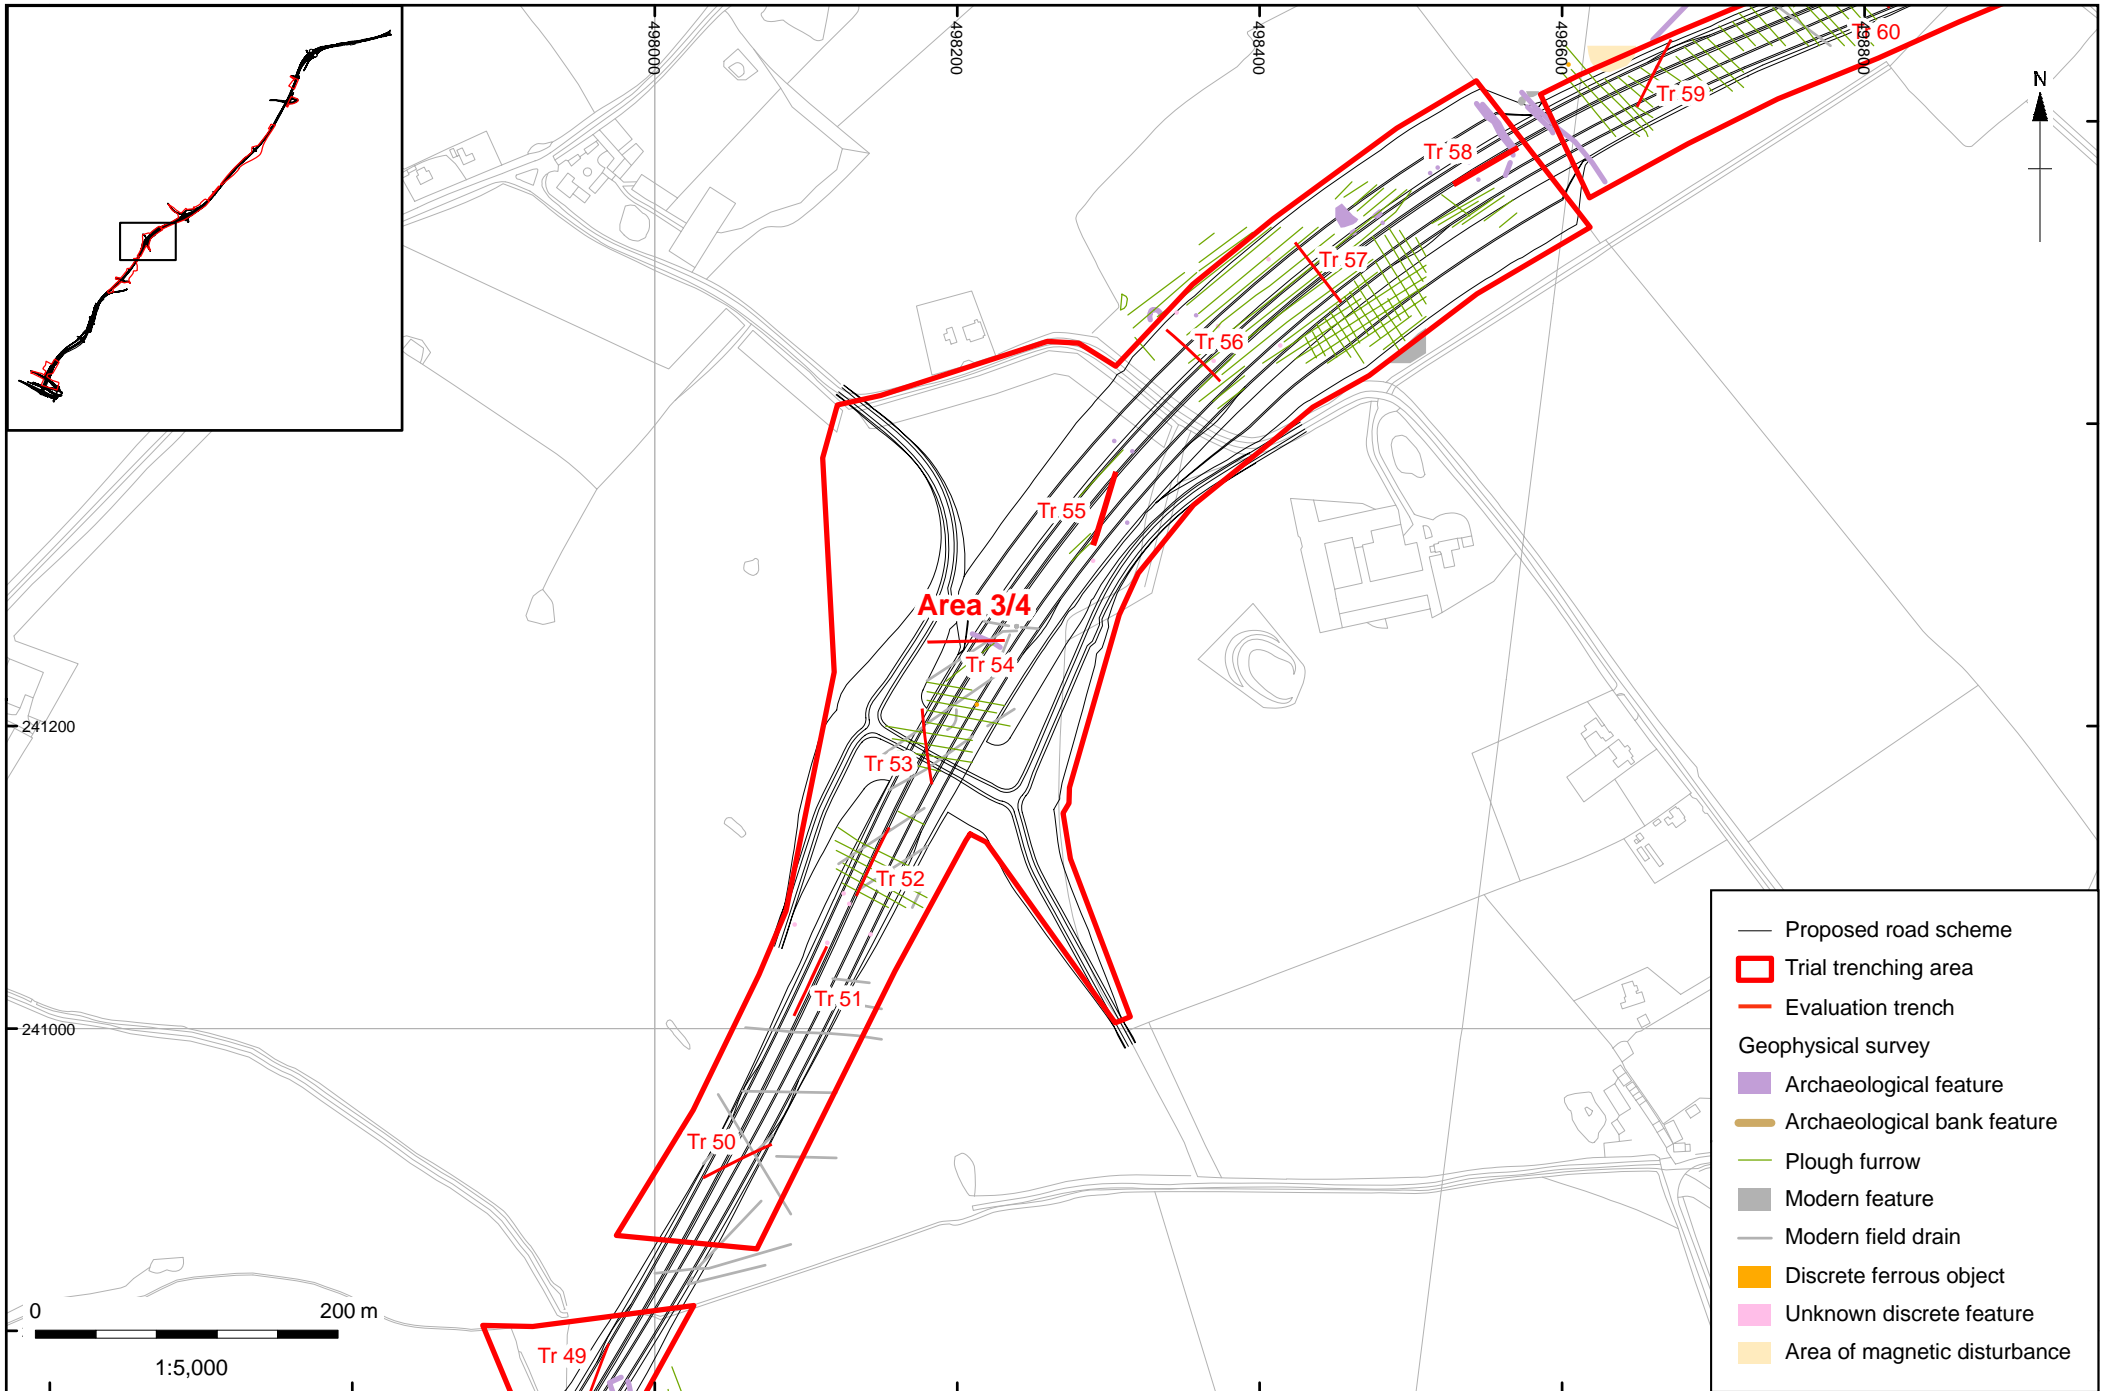 498000
498200
498400
498600
498800
Tr 60
N
Tr 59
Tr 58
Tr 57
Tr 56
Tr 55
Area 3/4
Tr 54
241200
Tr 53
Tr 52
Tr 51
241000
Tr 50
Tr 49
0 200 m
1:5,000
Proposed road scheme
Trial trenching area
Evaluation trench
Geophysical survey
Archaeological feature
Archaeological bank feature
Plough furrow
Modern feature
Modern field drain
Discrete ferrous object
Unknown discrete feature
Area of magnetic disturbance